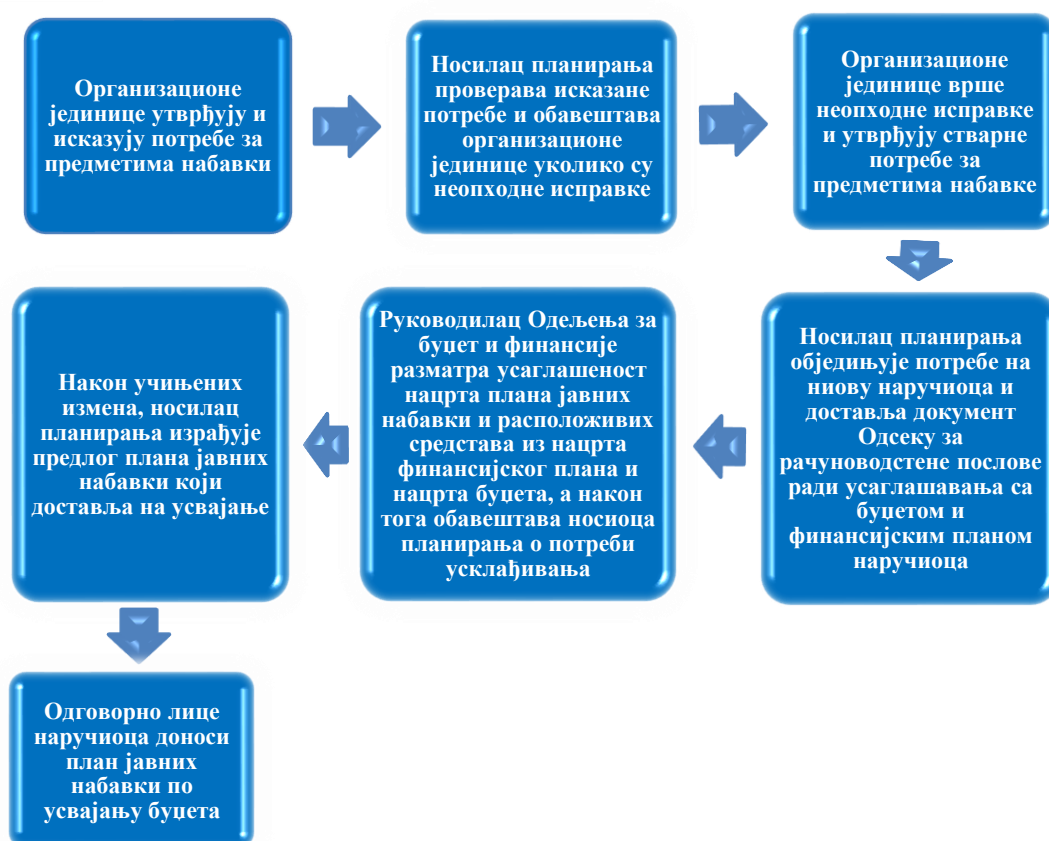 Организационе
јединице утврђују и
исказују потребе за
предметима набавки
Носилац планирања
проверава исказане
потребе и обавештава
организационе
јединице уколико су
неопходне исправке
Организационе
јединице врше
неопходне исправке
и утврђују стварне
потребе за
предметима набавке
Носилац планирања
обједињује потребе на
ниову наручиоца и
доставља документ
Одсеку за
рачуноводстене послове
ради усаглашавања са
буџетом и
финансијским планом
наручиоца
Руководилац Одељења за
буџет и финансије
разматра усаглашеност
нацрта плана јавних
набавки и расположивих
средстава из нацрта
финансијског плана и
нацрта буџета, а након
тога обавештава носиоца
планирања о потреби
усклађивања
Након учињених
измена, носилац
планирања израђује
предлог плана јавних
набавки који
доставља на усвајање
Одговорно лице
наручиоца доноси
план јавних
набавки по
усвајању буџета